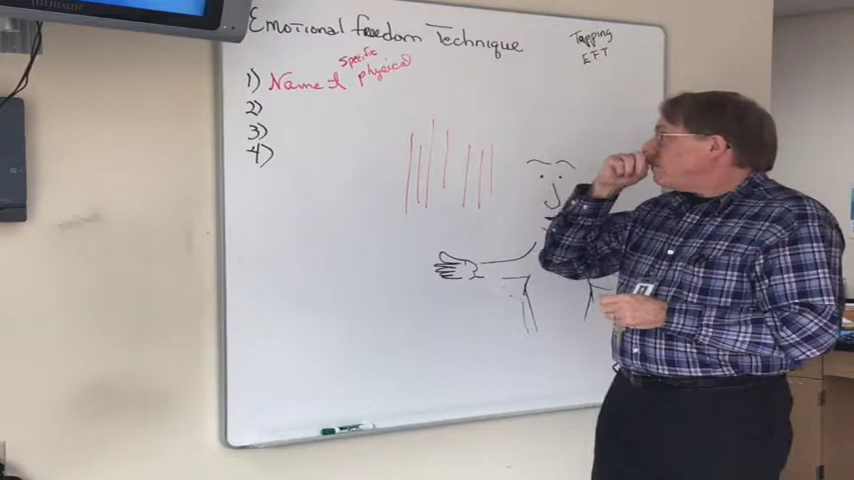 Emotional freedom Technique
Tapping
EFT
specific
1) Name 1 physical
2)
3)
4)